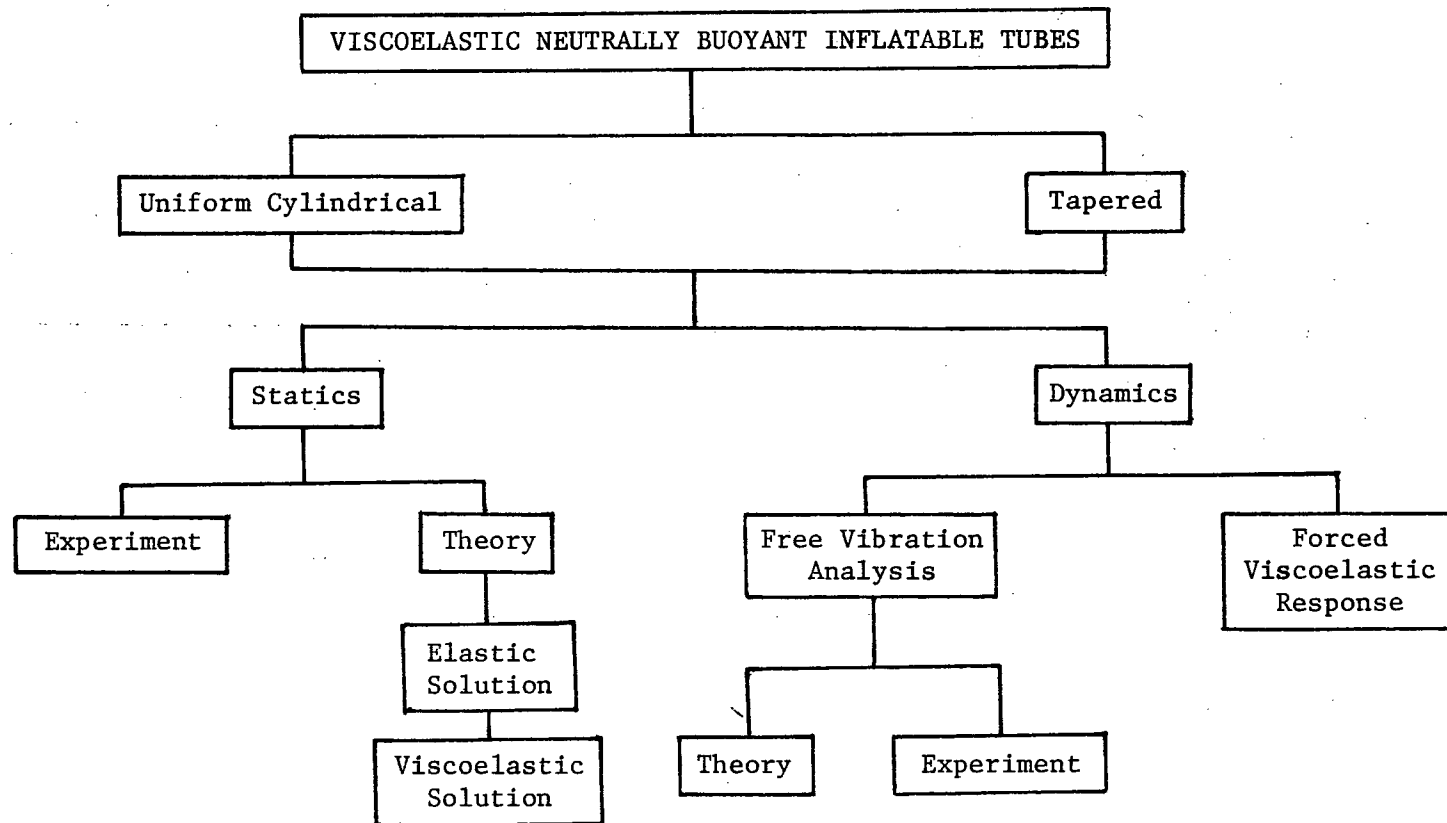 VISCOELASTIC NEUTRALLY BUOYANT INFLATABLE TUBES
Uniform Cylindrical
Tapered
Statics
Dynamics
Experiment
Theory
Free Vibration
Analysis
Forced
Viscoelastic
Response
Elastic
Solution
Viscoelastic
Solution
Theory
Experiment